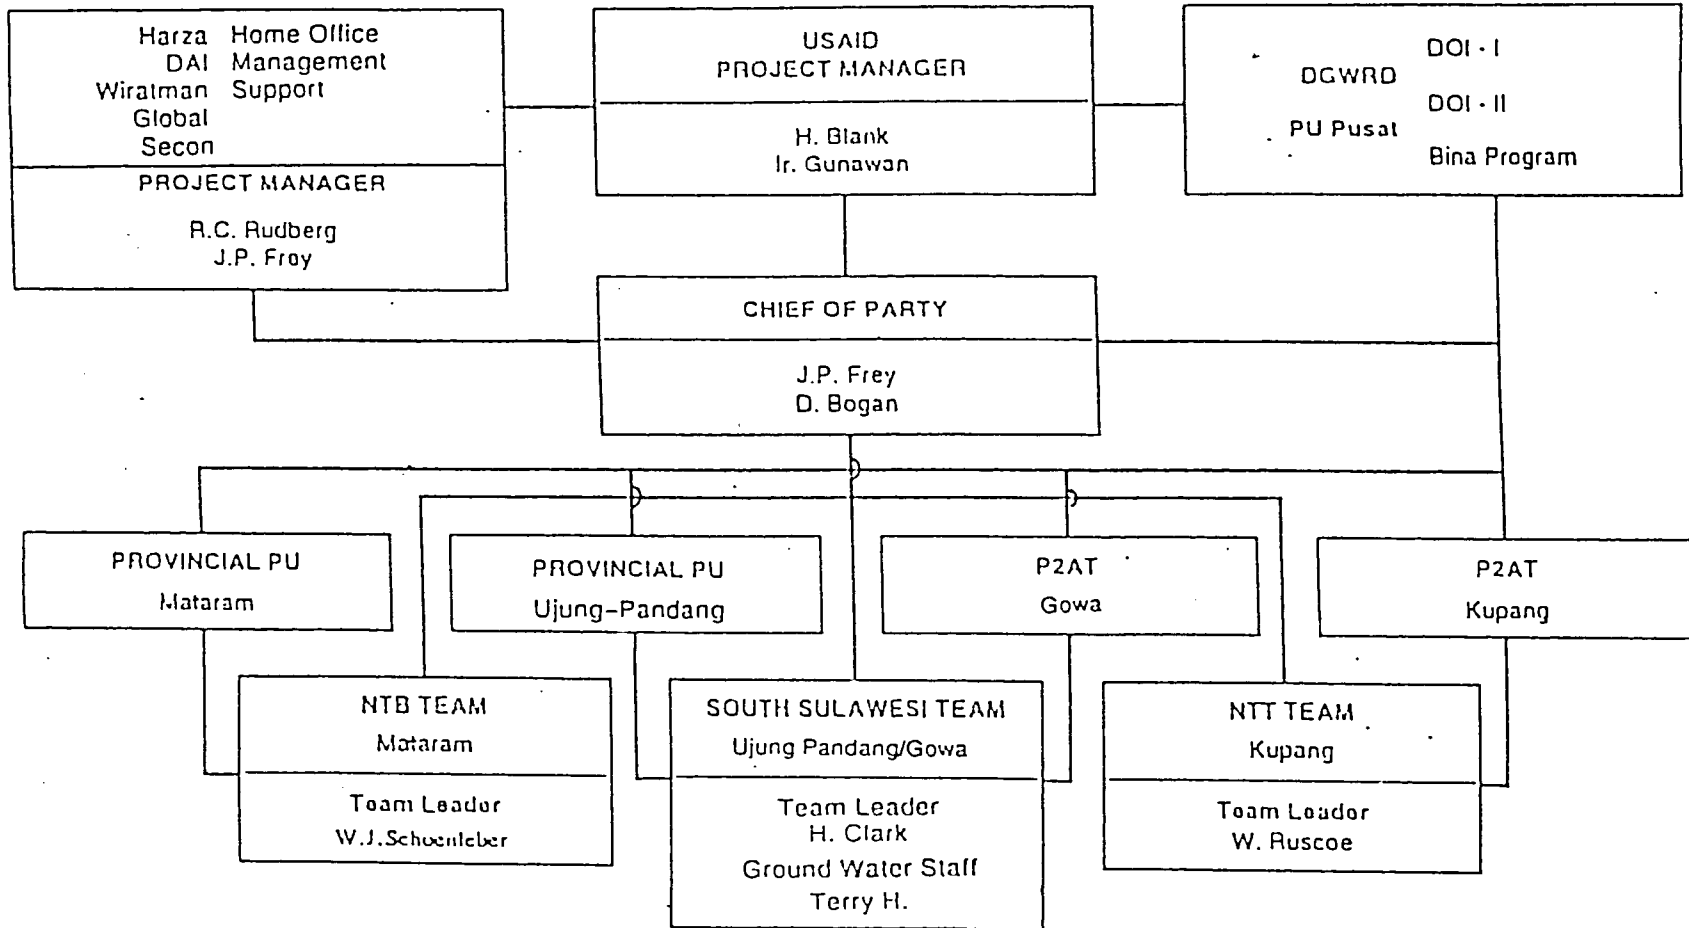 Harza Home Office
DAI Management
Wiratman Support
Global
Secon
PROJECT MANAGER
R.C. Rudberg
J.P. Froy
USAID
PROJECT MANAGER
H. Blank
Ir. Gunawan
DOI - I
DGWRD
DOI - II
PU Pusat
Bina Program
CHIEF OF PARTY
J.P. Frey
D. Bogan
PROVINCIAL PU
Mataram
PROVINCIAL PU
Ujung-Pandang
P2AT
Gowa
P2AT
Kupang
NTB TEAM
Mataram
Team Leader
W.J.Schoenleber
SOUTH SULAWESI TEAM
Ujung Pandang/Gowa
Team Leader
H. Clark
Ground Water Staff
Terry H.
NTT TEAM
Kupang
Team Leader
W. Ruscoe